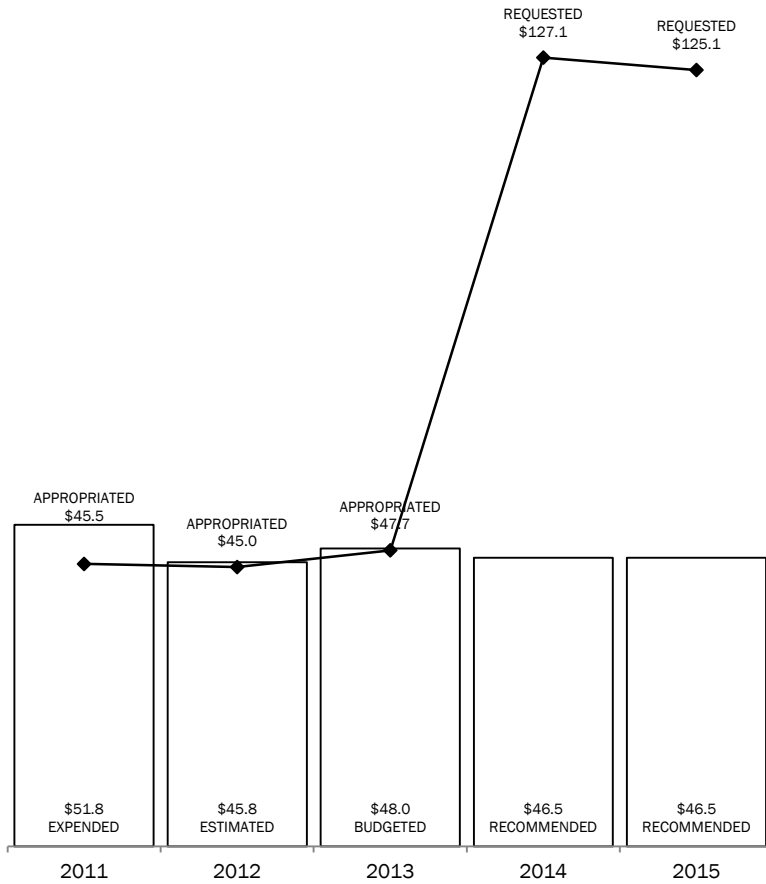 REQUESTED
$127.1
REQUESTED
$125.1
APPROPRIATED
$45.5
APPROPRIATED
$45.0
APPROPRIATED
$47.7
$51.8
EXPENDED
$45.8
ESTIMATED
$48.0
BUDGETED
$46.5
RECOMMENDED
$46.5
RECOMMENDED
2011
2012
2013
2014
2015